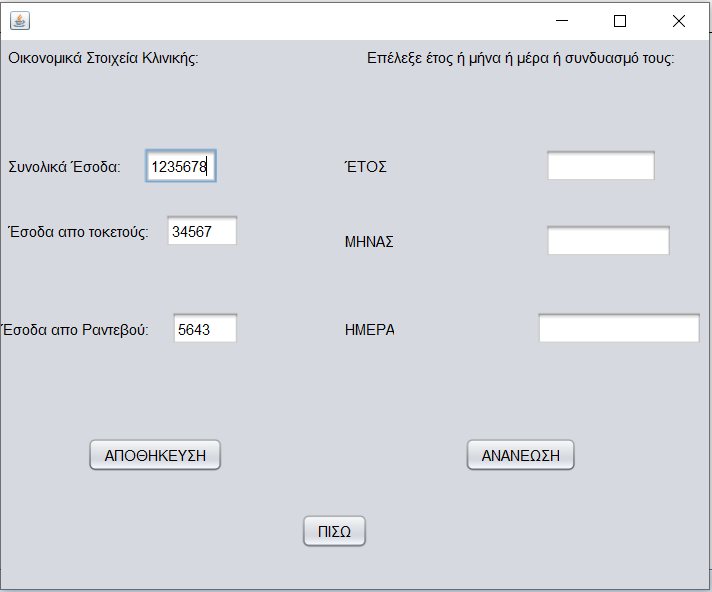 Οικονομικά Στοιχεία Κλινικής:
Επέλεξε έτος ή μήνα ή μέρα ή συνδυασμό τους:
Συνολικά Έσοδα: 1235678
ΈΤΟΣ
Έσοδα απο τοκετούς: 34567
ΜΗΝΑΣ
Έσοδα απο Ραντεβού: 5643
ΗΜΕΡΑ
ΑΠΟΘΗΚΕΥΣΗ
ΑΝΑΝΕΩΣΗ
ΠΙΣΩ